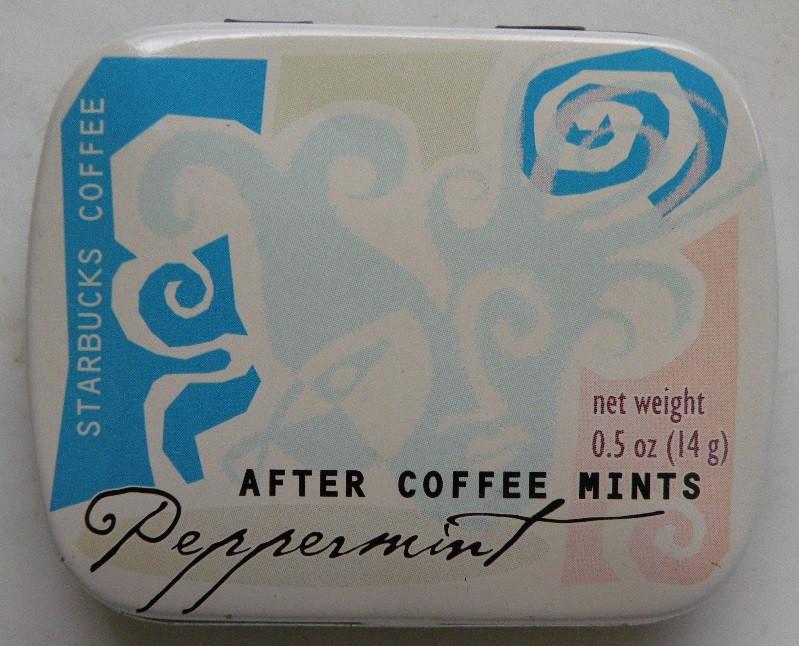 STARBUCKS COFFEE
net weight
0.5 oz (14 g)
AFTER COFFEE MINTS
Peppermint